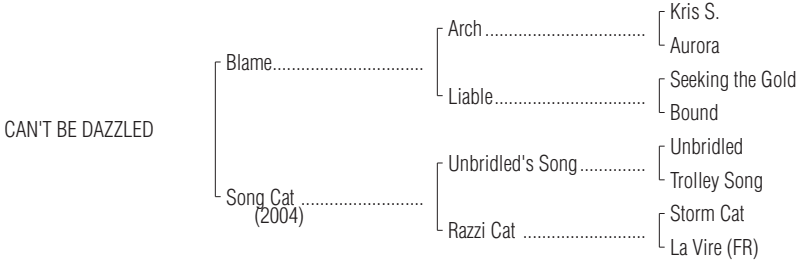 Kris S.
Arch
Aurora
Blame
Seeking the Gold
Liable
Bound
CAN'T BE DAZZLED
Unbridled
Unbridled's Song
Trolley Song
Song Cat
(2004)
Storm Cat
Razzi Cat
La Vire (FR)